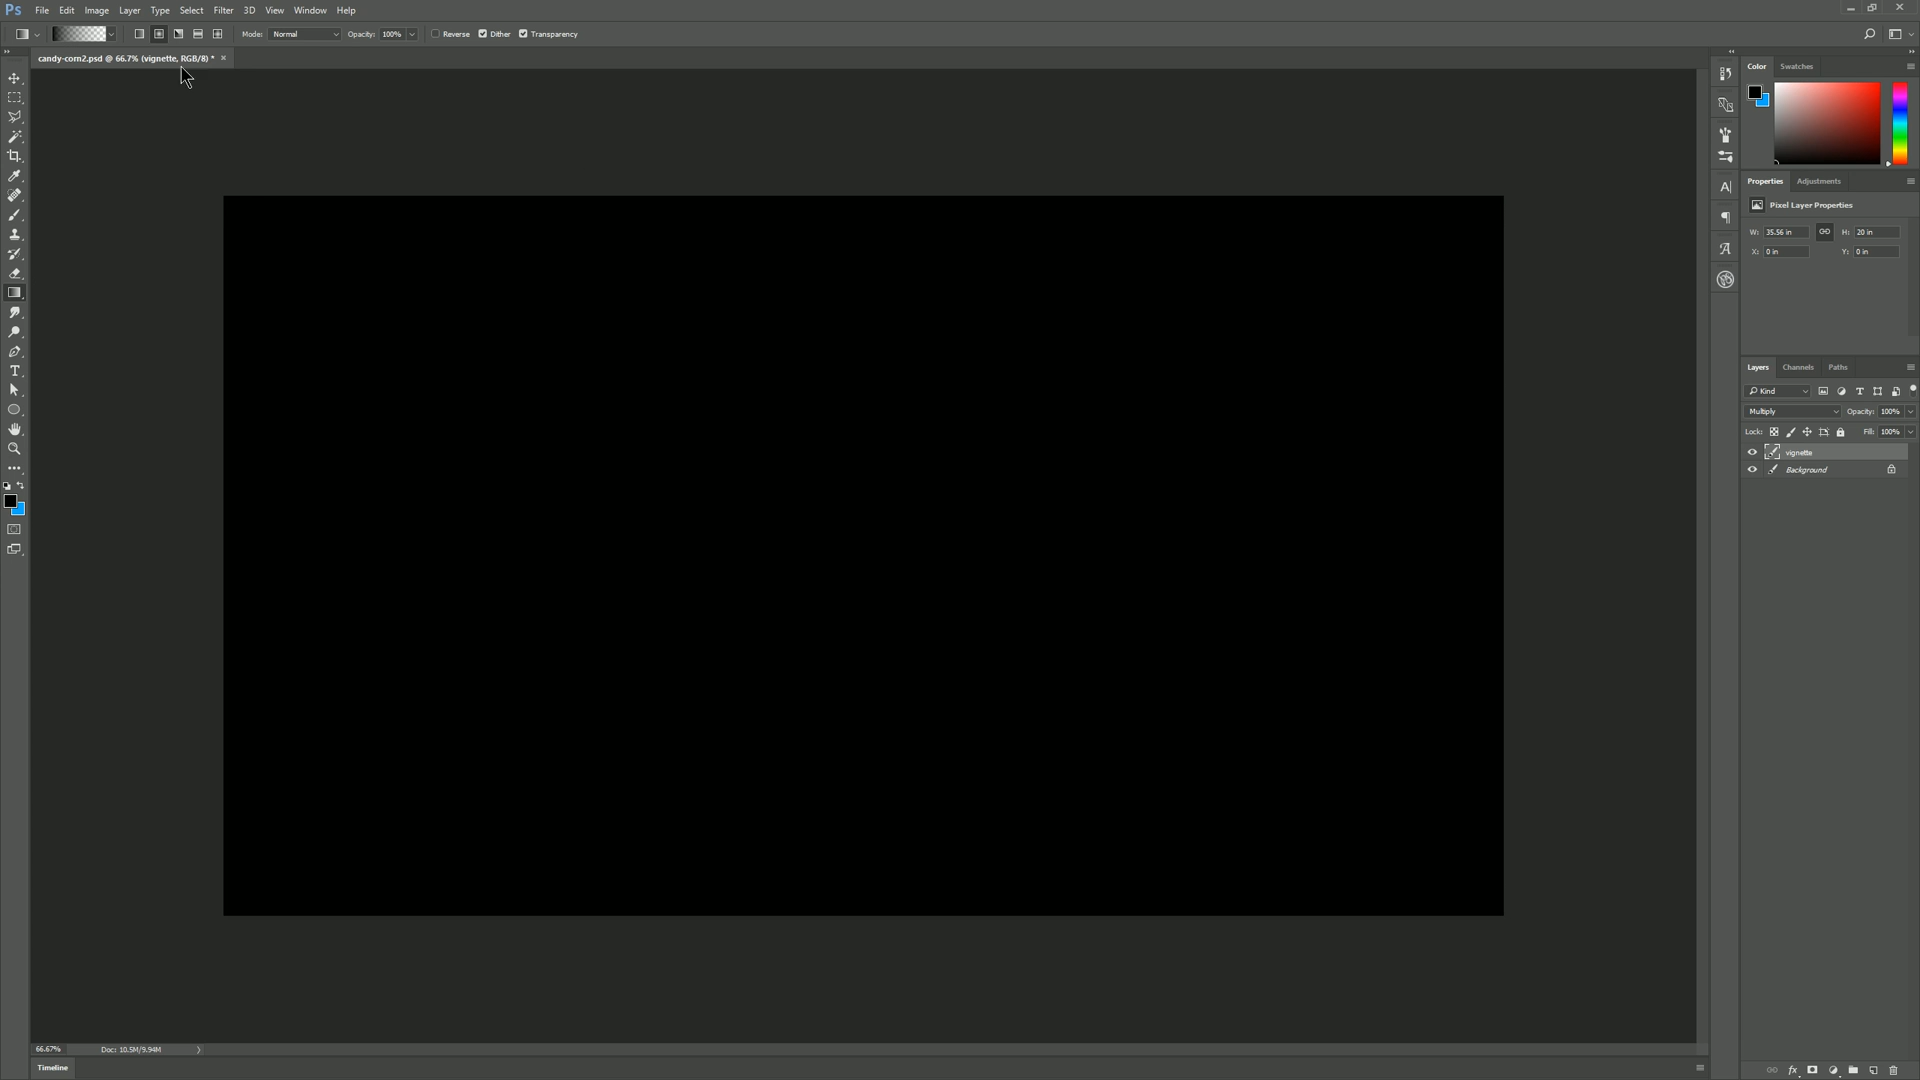 Ps File Edit Image Layer Type Select Filter 3D View Window Help
Mode: Normal Opacity: 100% Reverse Dither Transparency
candy-corn2.psd @ 66.7% (vignette, RGB/8) * ×
Color Swatches
Properties Adjustments
Pixel Layer Properties
W: 35.56 in H: 20 in
X: 0 in Y: 0 in
Layers Channels Paths
Kind
Multiply Opacity: 100%
Lock: Fill: 100%
vignette
Background
66.67% Doc: 10.5M/9.94M
Timeline